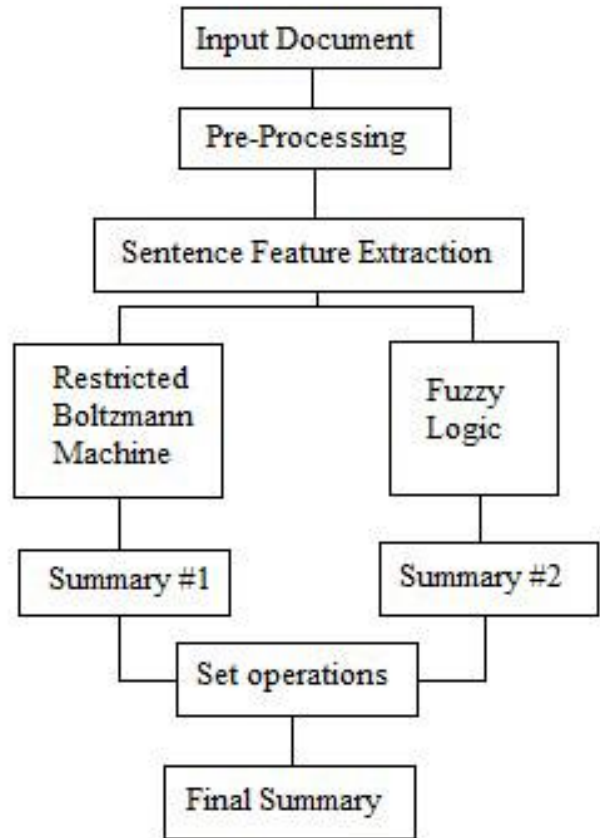 Input Document
Pre-Processing
Sentence Feature Extraction
Restricted
Boltzmann
Machine
Fuzzy
Logic
Summary #1
Summary #2
Set operations
Final Summary